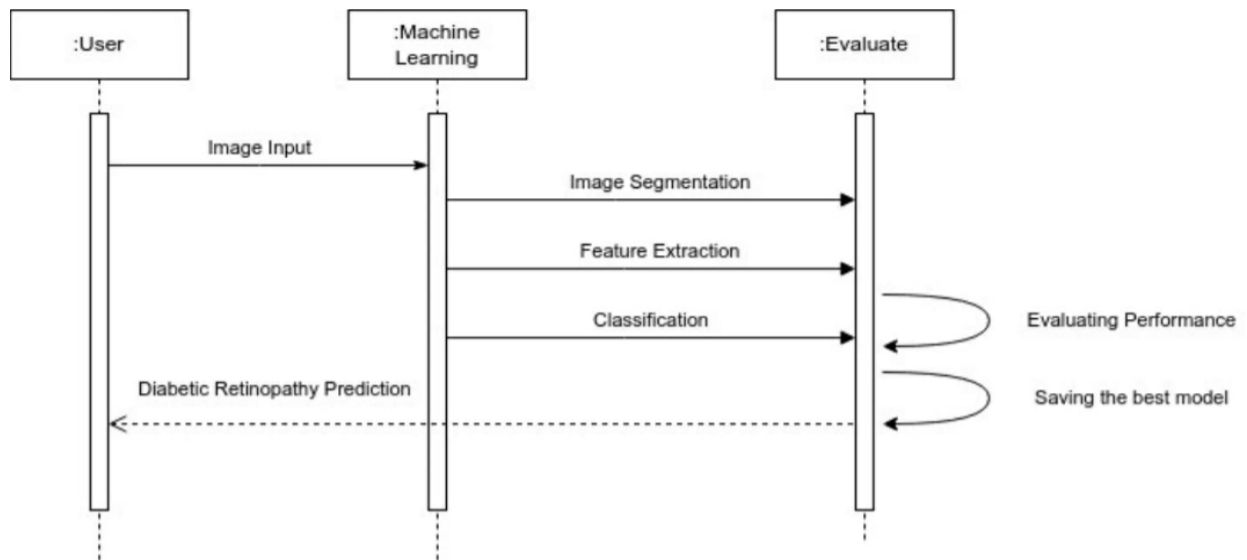 :User
:Machine
Learning
:Evaluate
Image Input
Image Segmentation
Feature Extraction
Classification
Evaluating Performance
Diabetic Retinopathy Prediction
Saving the best model